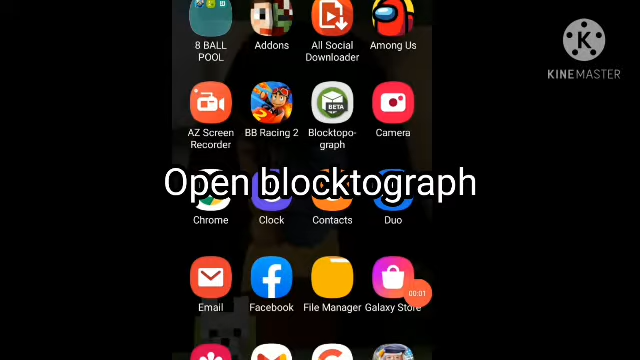 8 BALL
POOL
Addons
All Social
Downloader
Among Us
K
KINEMASTER
AZ Screen
Recorder
BB Racing 2
BETA
Blocktopo-
graph
Camera
Open blocktograph
Chrome
Clock
Contacts
Duo
Email
Facebook
File Manager
Galaxy Store
00:01